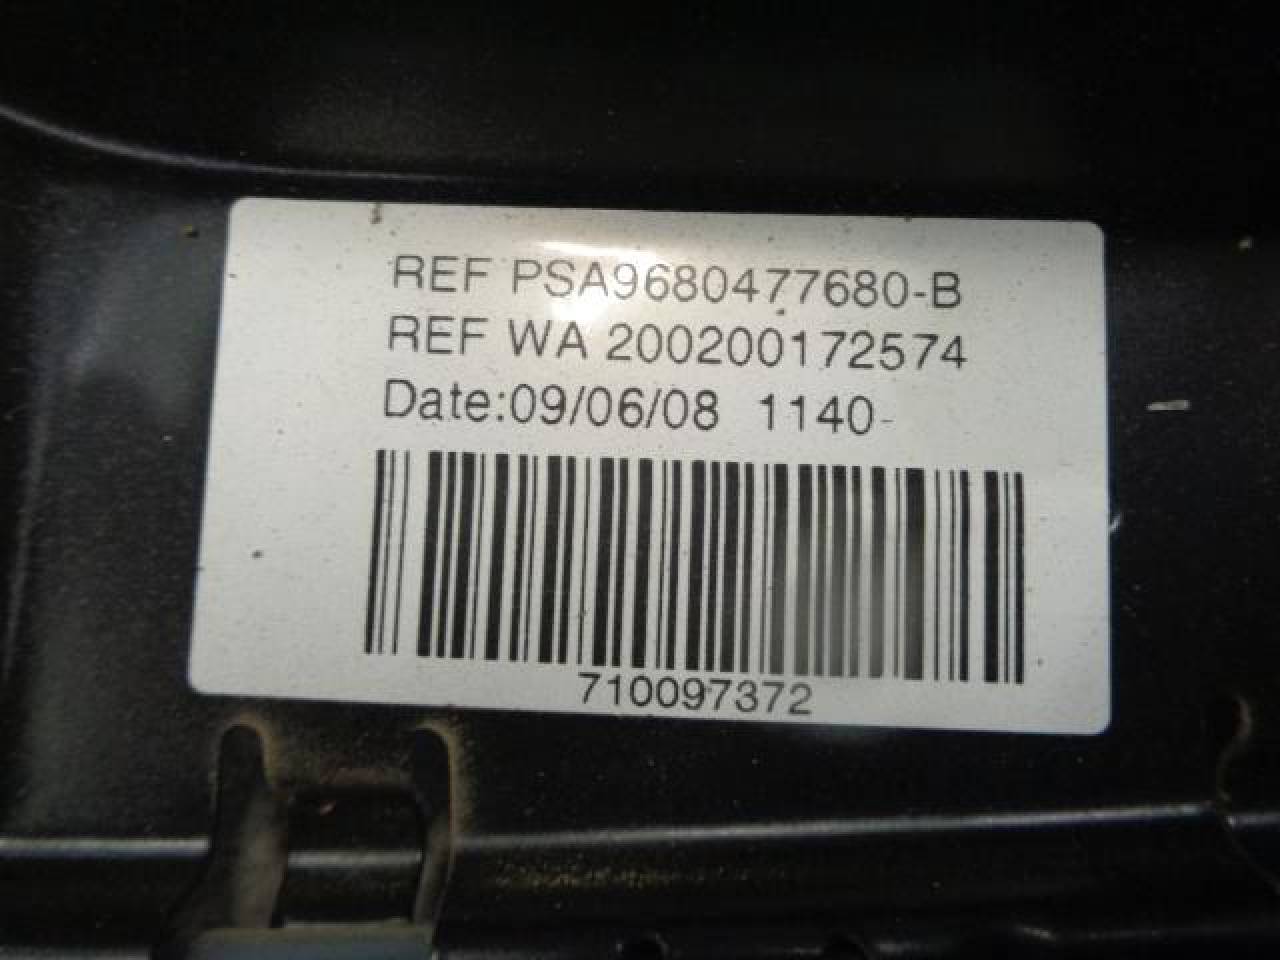 REF PSA9680477680-B
REF WA 200200172574
Date:09/06/08 1140-
710097372